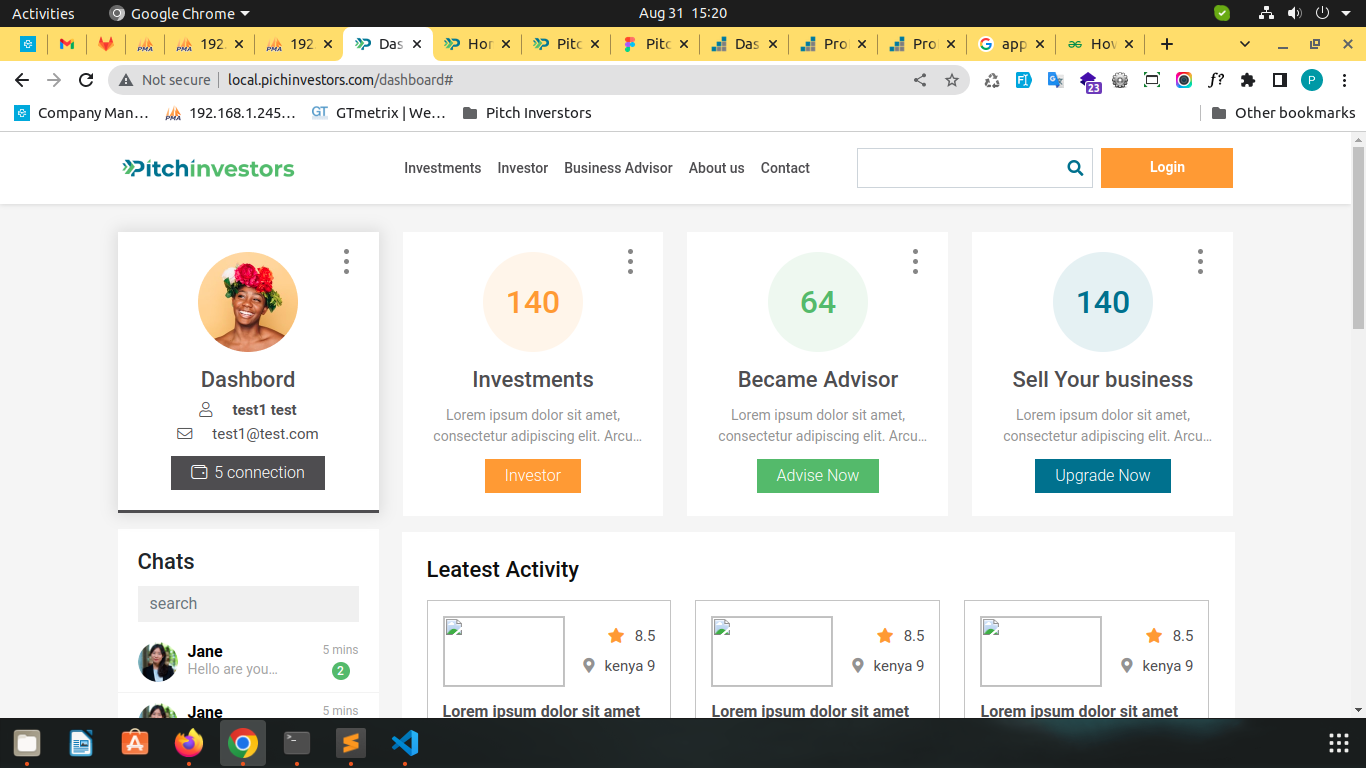 Activities Google Chrome Aug 31 15:20
192. 192. Das Hor Pitc Pitc Das Pro Pro app Hov
Not secure local.pichinvestors.com/dashboard# 23 f? P
Company Man… PMA 192.168.1.245… GT GTmetrix | We… Pitch Inverstors Other bookmarks
Pitchinvestors Investments Investor Business Advisor About us Contact Login
140 64 140
Dashbord Investments Became Advisor Sell Your business
test1 test
test1@test.com
Lorem ipsum dolor sit amet, Lorem ipsum dolor sit amet, Lorem ipsum dolor sit amet,
consectetur adipiscing elit. Arcu... consectetur adipiscing elit. Arcu... consectetur adipiscing elit. Arcu...
5 connection Investor Advise Now Upgrade Now
Chats
search
Jane 5 mins
Hello are you... 2
Jane 5 mins
Leatest Activity
8.5 8.5 8.5
kenya 9 kenya 9 kenya 9
Lorem ipsum dolor sit amet Lorem ipsum dolor sit amet Lorem ipsum dolor sit amet